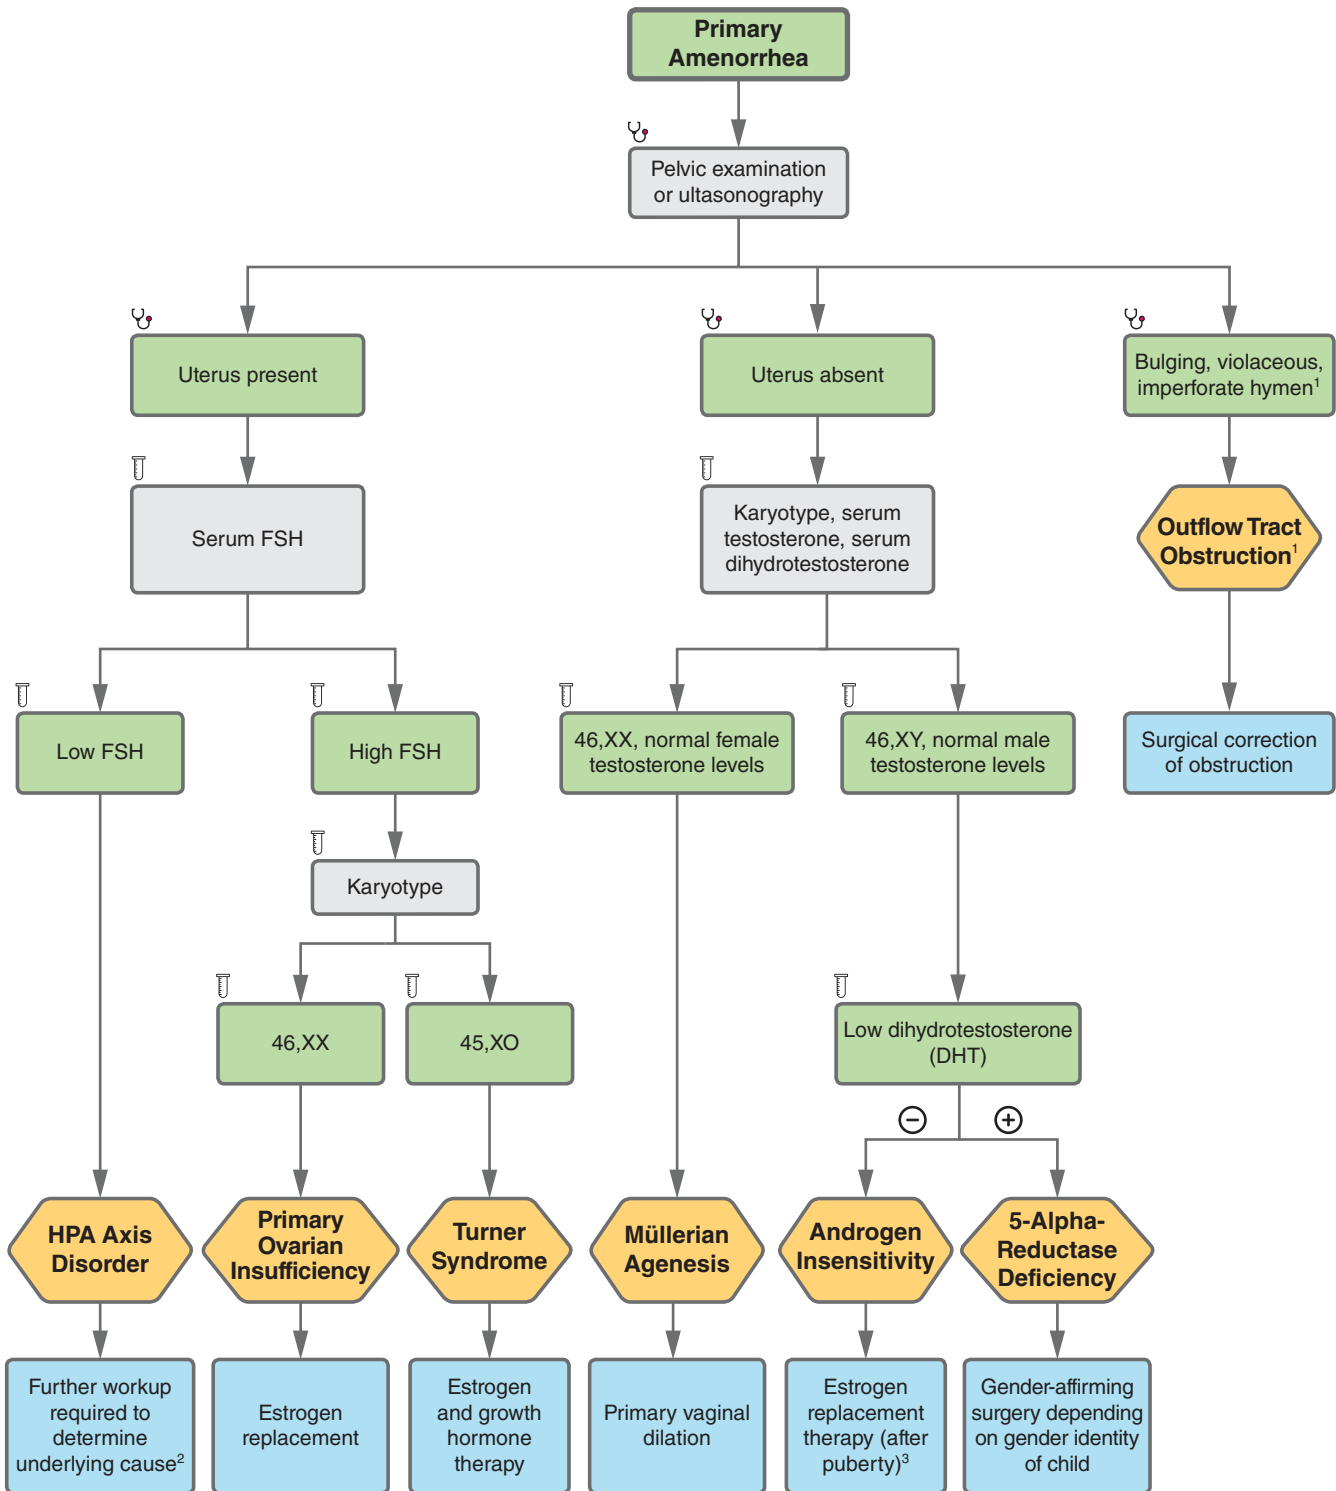 Primary
Amenorrhea
Pelvic examination
or ultasonography
Uterus present
Uterus absent
Bulging, violaceous,
imperforate hymen1
Serum FSH
Karyotype, serum
testosterone, serum
dihydrotestosterone
Outflow Tract
Obstruction1
Low FSH
High FSH
46,XX, normal female
testosterone levels
46,XY, normal male
testosterone levels
Surgical correction
of obstruction
Karyotype
46,XX
45,XO
Low dihydrotestosterone
(DHT)
− +
HPA Axis
Disorder
Primary
Ovarian
Insufficiency
Turner
Syndrome
Müllerian
Agenesis
Androgen
Insensitivity
5-Alpha-
Reductase
Deficiency
Further workup
required to
determine
underlying cause2
Estrogen
replacement
Estrogen
and growth
hormone
therapy
Primary vaginal
dilation
Estrogen
replacement
therapy (after
puberty)3
Gender-affirming
surgery depending
on gender identity
of child